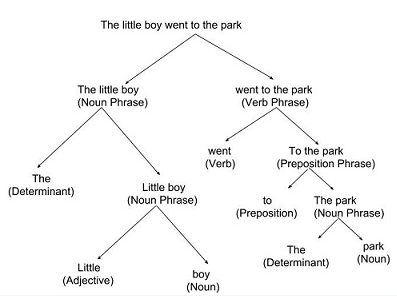 The little boy went to the park
The little boy
(Noun Phrase)
went to the park
(Verb Phrase)
went
(Verb)
To the park
(Preposition Phrase)
The
(Determinant)
Little boy
(Noun Phrase)
to
(Preposition)
The park
(Noun Phrase)
Little
(Adjective)
boy
(Noun)
The
(Determinant)
park
(Noun)